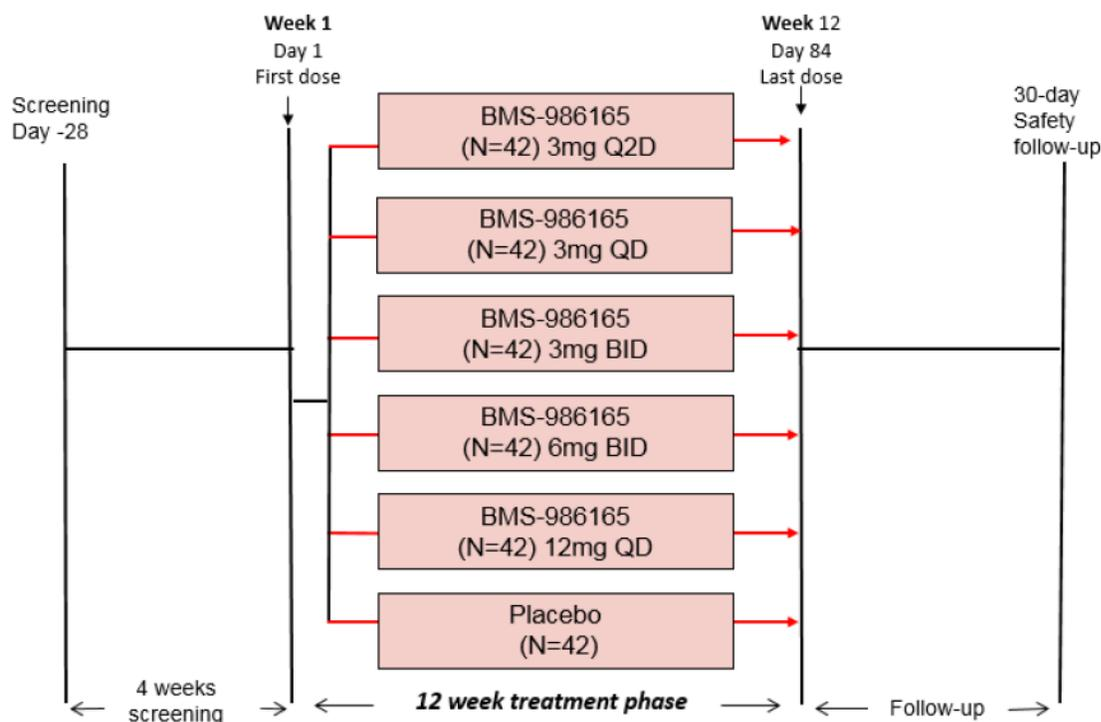 Week 1
Day 1
First dose
Week 12
Day 84
Last dose
Screening
Day -28
30-day
Safety
follow-up
BMS-986165
(N=42) 3mg Q2D
BMS-986165
(N=42) 3mg QD
BMS-986165
(N=42) 3mg BID
BMS-986165
(N=42) 6mg BID
BMS-986165
(N=42) 12mg QD
Placebo
(N=42)
4 weeks
screening
12 week treatment phase
Follow-up